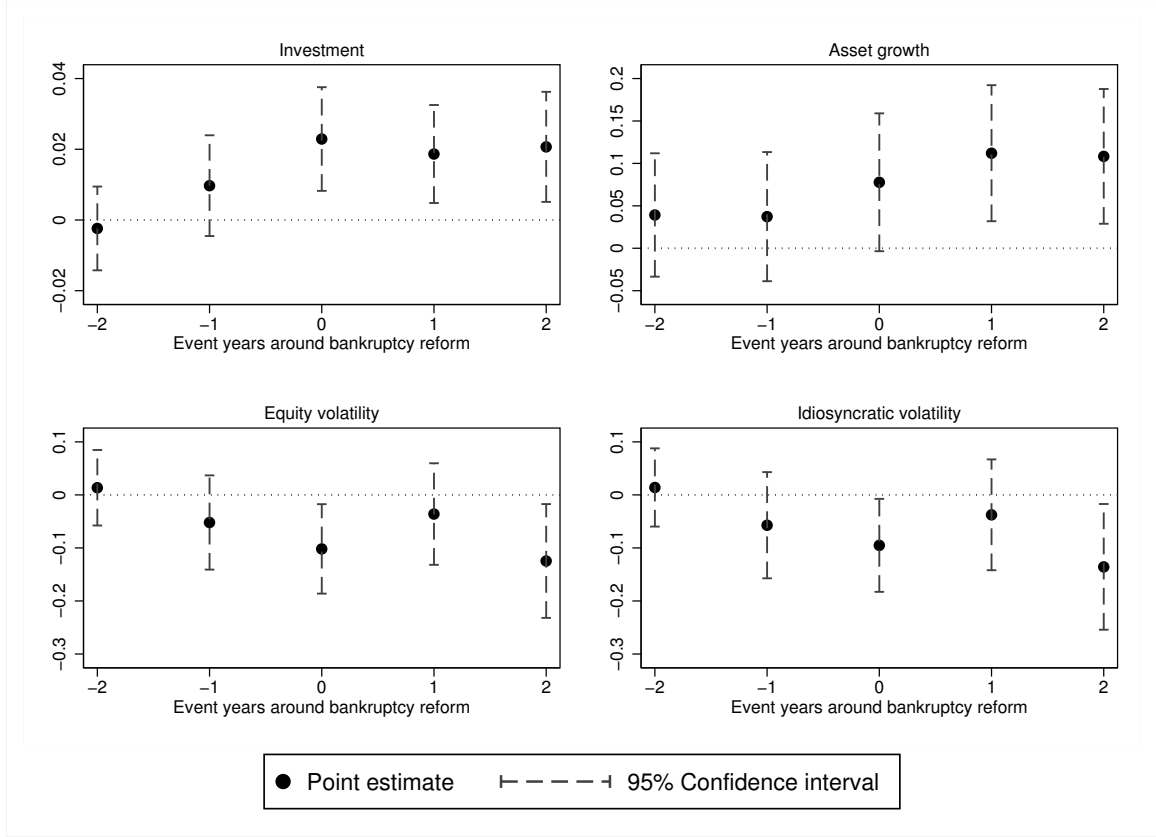 Investment
0.04
0.02
0
−0.02
−2 −1 0 1 2
Event years around bankruptcy reform
Asset growth
0.2
0.15
0.1
0.05
0
−0.05
−2 −1 0 1 2
Event years around bankruptcy reform
Equity volatility
0.1
0
−0.1
−0.2
−0.3
−2 −1 0 1 2
Event years around bankruptcy reform
Idiosyncratic volatility
0.1
0
−0.1
−0.2
−0.3
−2 −1 0 1 2
Event years around bankruptcy reform
Point estimate 95% Confidence interval